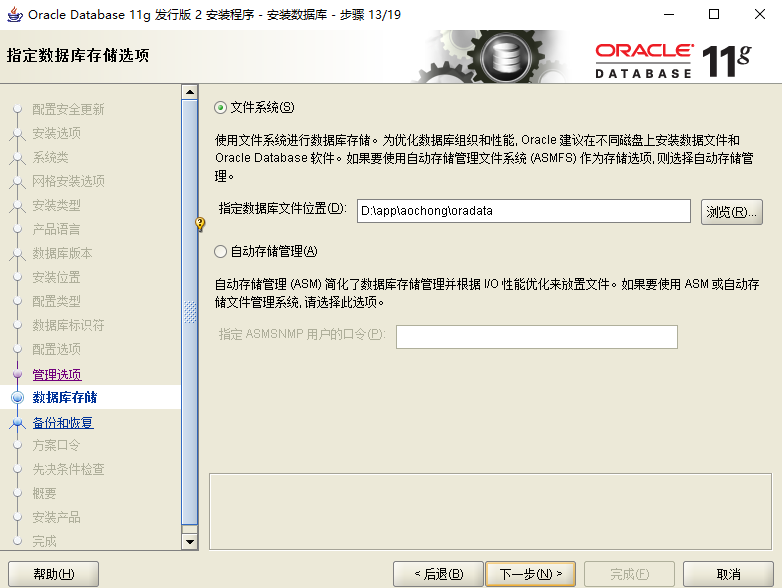 Oracle Database 11g 发行版 2 安装程序 - 安装数据库 - 步骤 13/19
指定数据库存储选项
ORACLE
DATABASE
11g
配置安全更新
安装选项
系统类
网格安装选项
安装类型
产品语言
数据库版本
安装位置
配置类型
数据库标识符
配置选项
管理选项
数据库存储
备份和恢复
方案口令
先决条件检查
概要
安装产品
完成
文件系统(S)
使用文件系统进行数据库存储。为优化数据库组织和性能, Oracle 建议在不同磁盘上安装数据文件和
Oracle Database 软件。如果要使用自动存储管理文件系统 (ASMFS) 作为存储选项, 则选择自动存储管
理。
指定数据库文件位置(D): D:\app\aochong\oradata 浏览(R)...
自动存储管理(A)
自动存储管理 (ASM) 简化了数据库存储管理并根据 I/O 性能优化来放置文件。如果要使用 ASM 或自动存
储文件管理系统, 请选择此选项。
指定 ASMSNMP 用户的口令(P):
帮助(H) < 后退(B) 下一步(N) > 完成(F) 取消